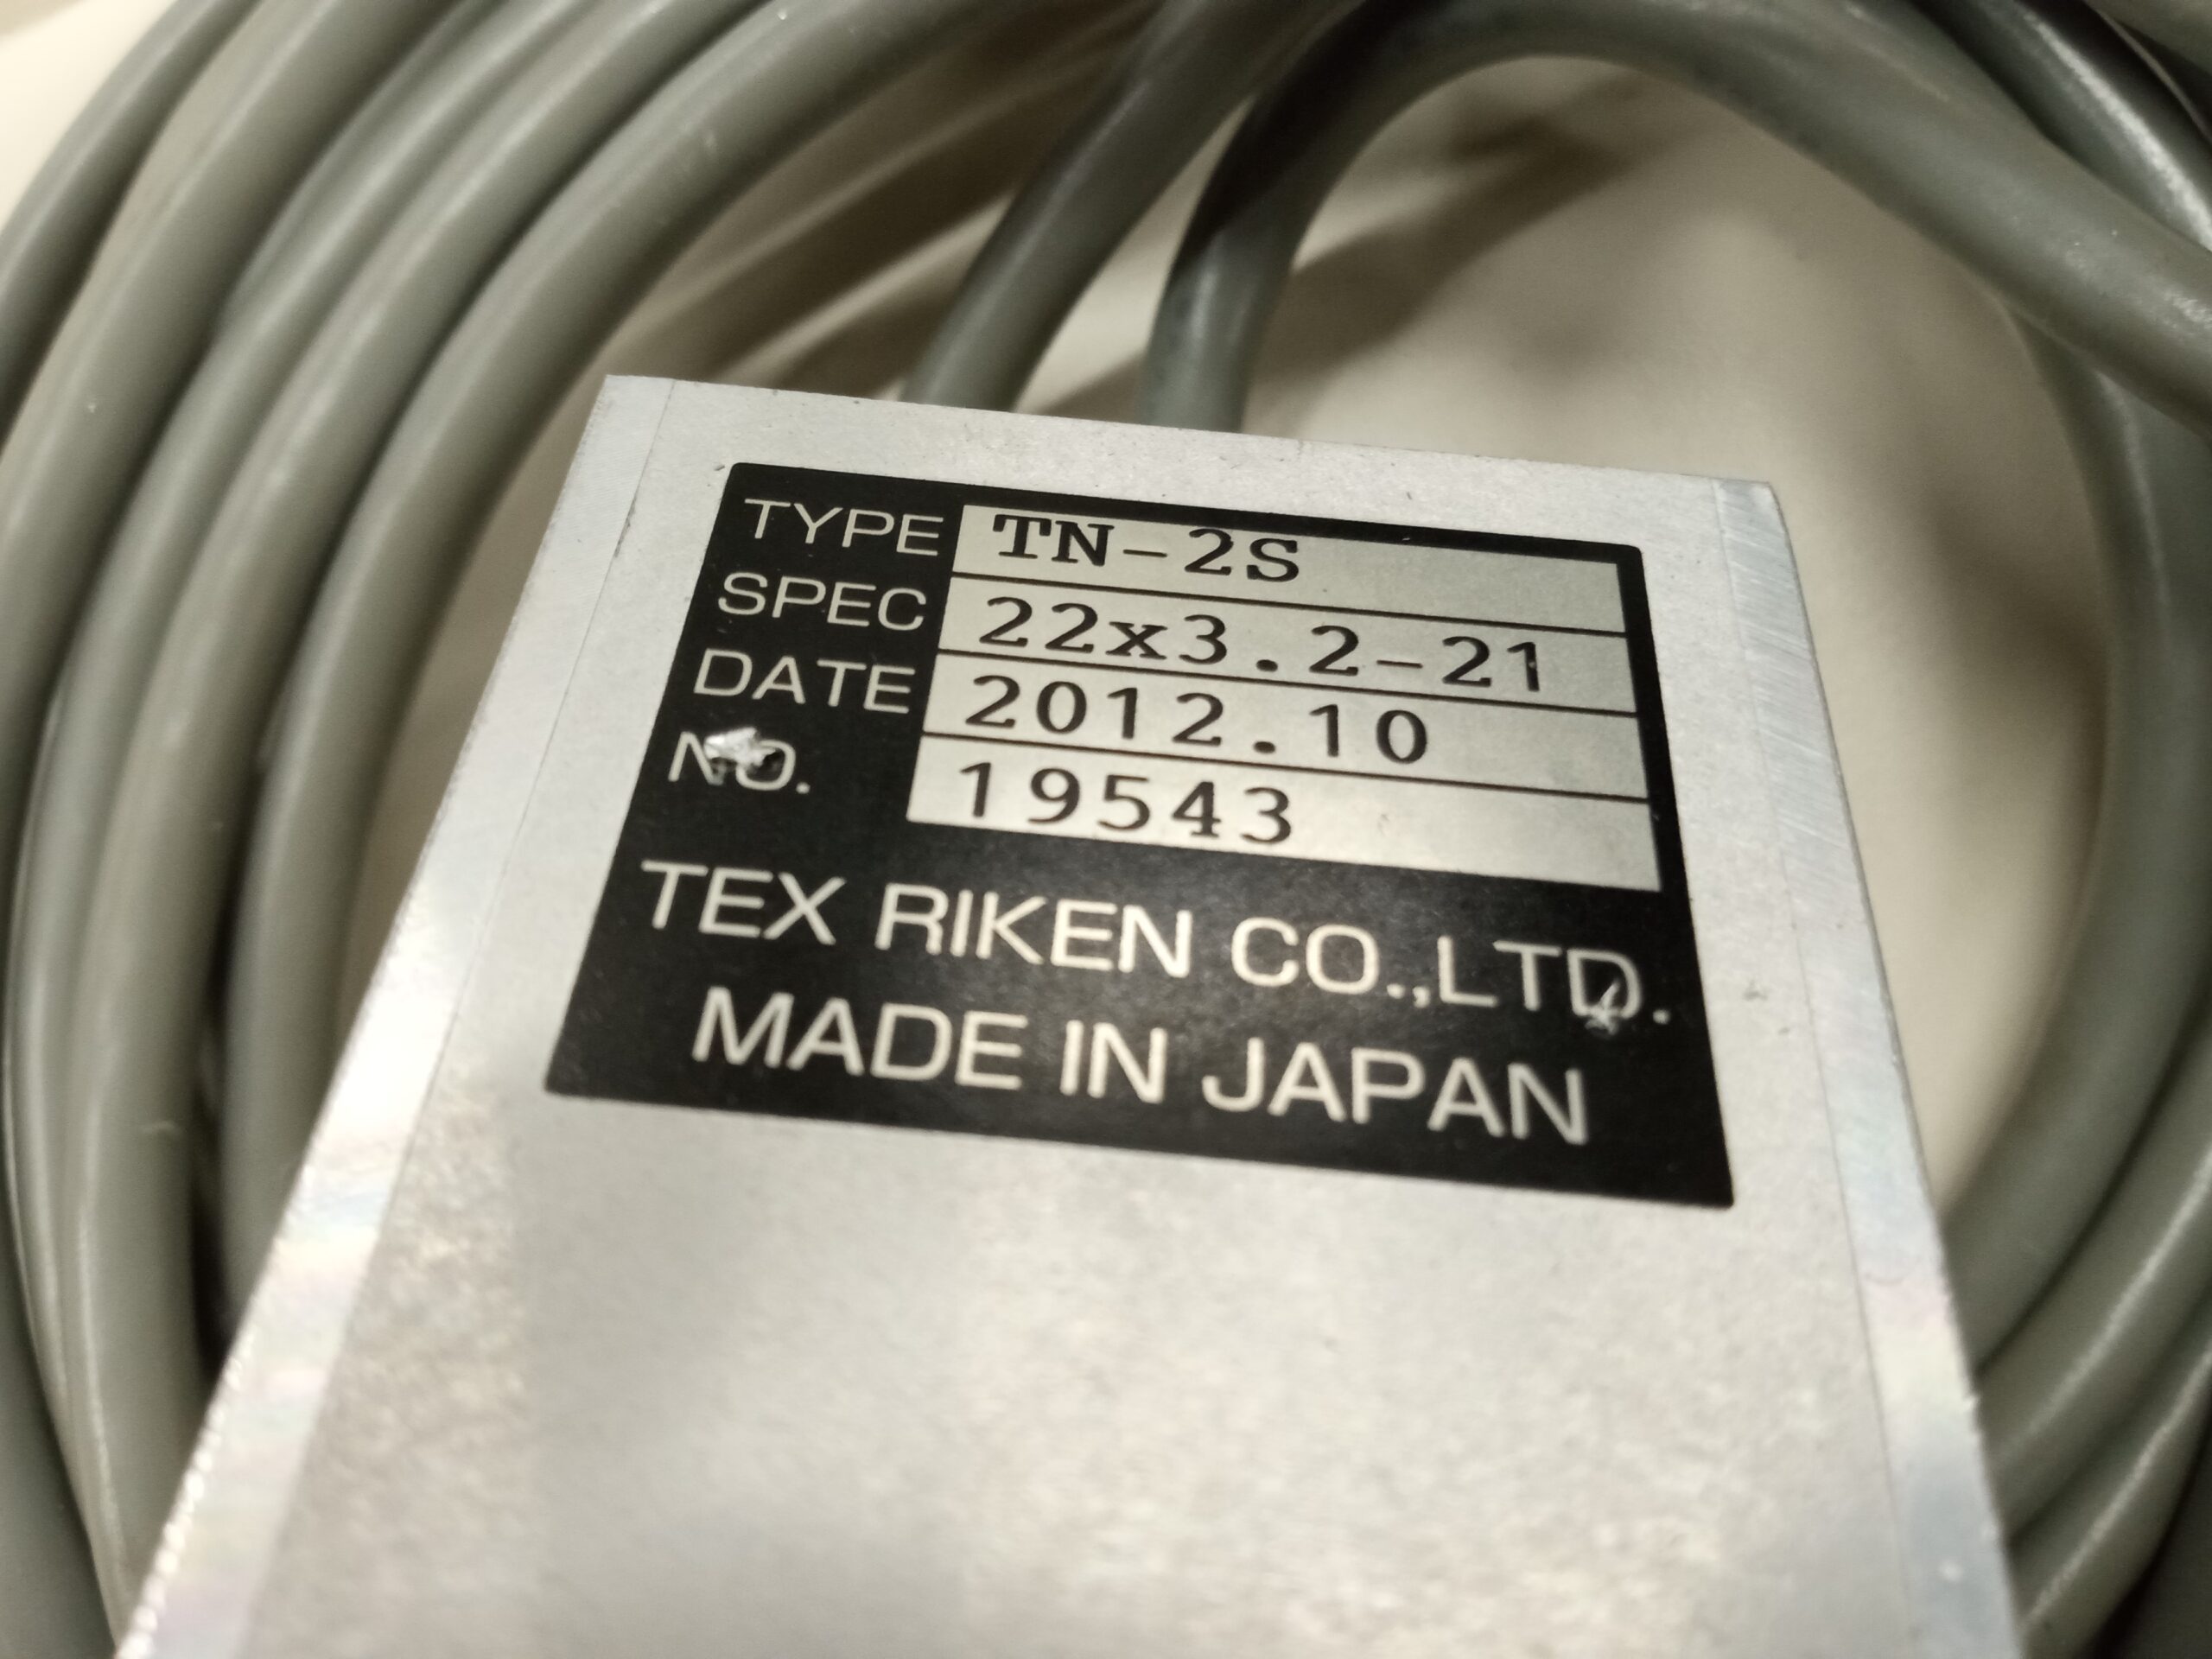 TYPE TN-2S
SPEC 22x3.2-21
DATE 2012.10
NO. 19543
TEX RIKEN CO.,LTD.
MADE IN JAPAN